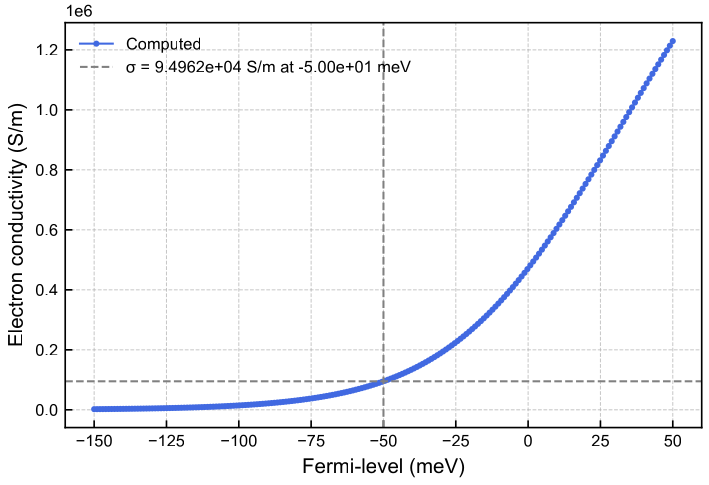 1e6
Computed
σ = 9.4962e+04 S/m at -5.00e+01 meV
Electron conductivity (S/m)
1.2
1.0
0.8
0.6
0.4
0.2
0.0
−150 −125 −100 −75 −50 −25 0 25 50
Fermi-level (meV)